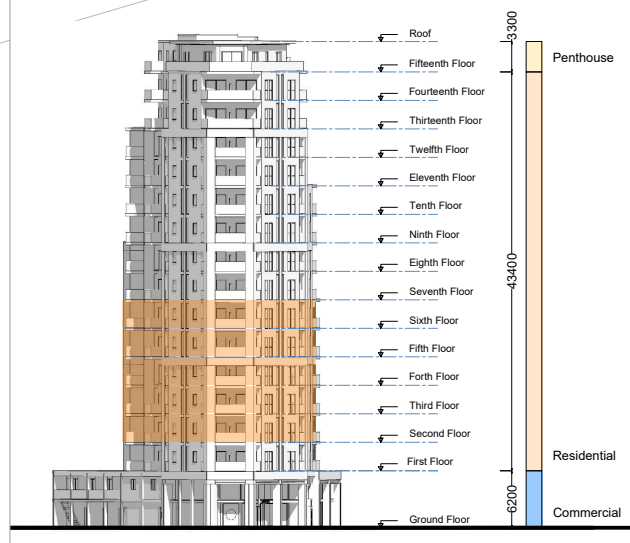 Roof
Fifteenth Floor
Fourteenth Floor
Thirteenth Floor
Twelfth Floor
Eleventh Floor
Tenth Floor
Ninth Floor
Eighth Floor
Seventh Floor
Sixth Floor
Fifth Floor
Forth Floor
Third Floor
Second Floor
First Floor
Ground Floor
3300
43400
6200
Penthouse
Residential
Commercial